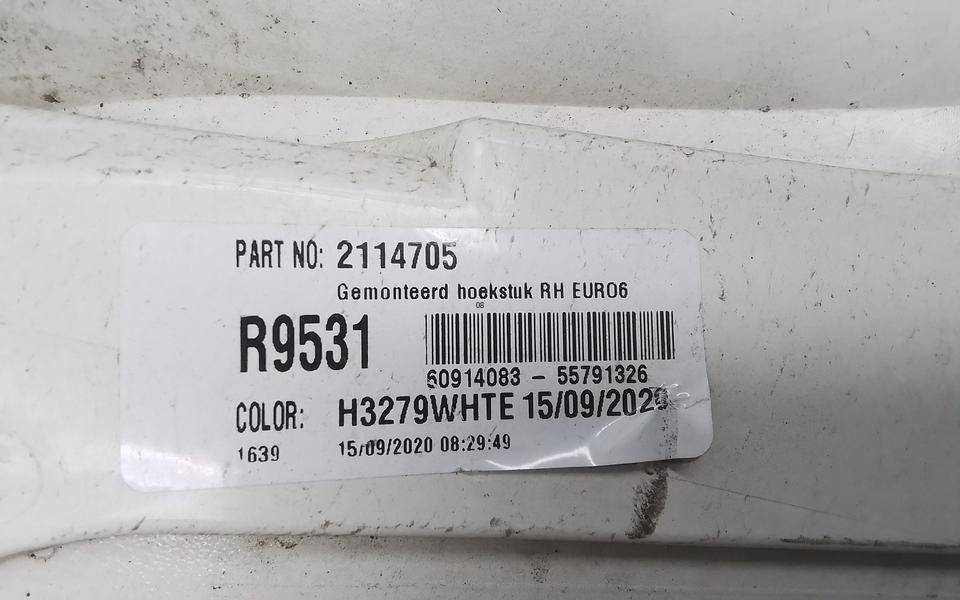 PART NO: 2114705
Gemonteerd hoekstuk RH EURO6
08
R9531
60914083 - 55791326
COLOR: H3279WHTE 15/09/2020
1639 15/09/2020 08:29:49